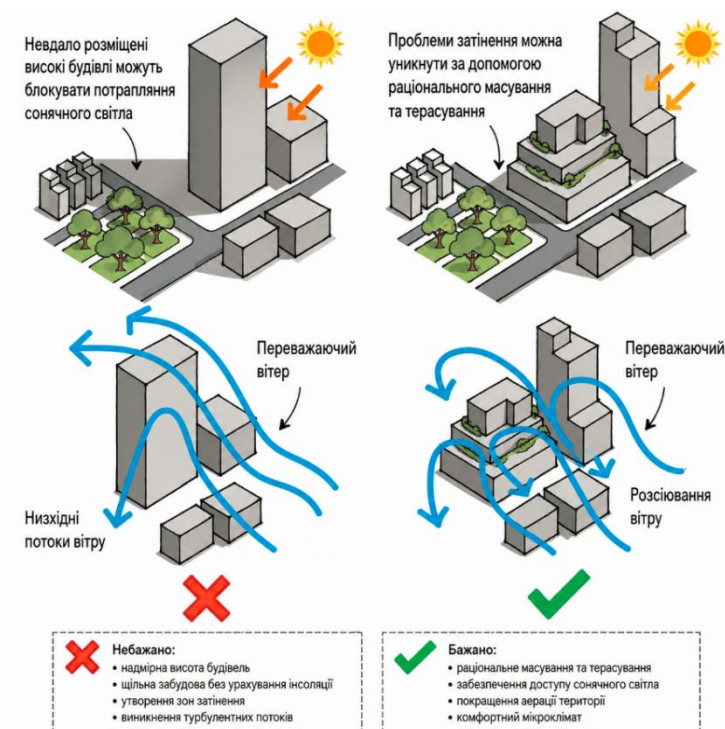 Невдало розміщені
високі будівлі можуть
блокувати потрапляння
сонячного світла
Проблеми затінення можна
уникнути за допомогою
раціонального масування
та терасування
Переважаючий
вітер
Низхідні
потоки вітру
Переважаючий
вітер
Розсіювання
вітру
Небажано:
• надмірна висота будівель
• щільна забудова без урахування інсоляції
• утворення зон затінення
• виникнення турбулентних потоків
Бажано:
• раціональне масування та терасування
• забезпечення доступу сонячного світла
• покращення аерації території
• комфортний мікроклімат